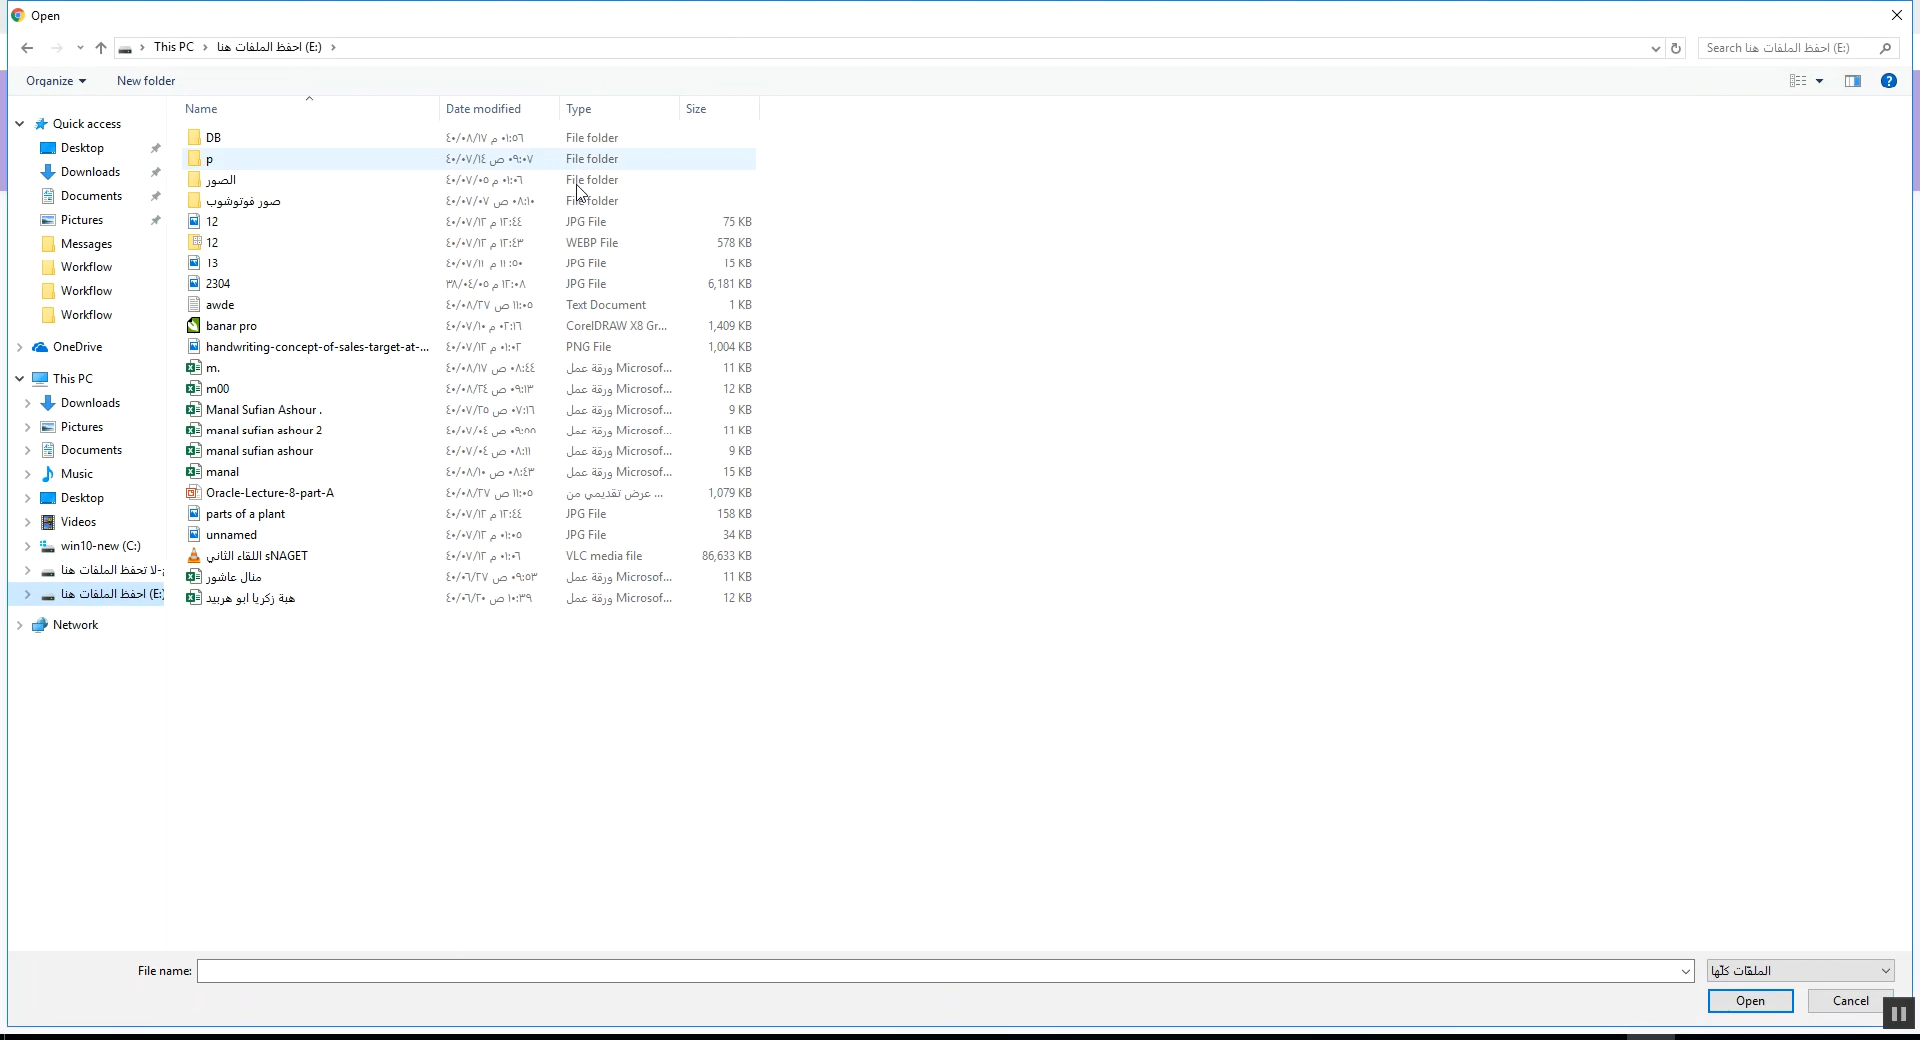 Open
This PC احفظ الملفات هنا (E:)
Search احفظ الملفات هنا (E:)
Organize New folder
Name Date modified Type Size
Quick access
Desktop
Downloads
Documents
Pictures
Messages
Workflow
Workflow
Workflow
OneDrive
This PC
Downloads
Pictures
Documents
Music
Desktop
Videos
win10-new (C:)
لا تحفظ الملفات هنا
احفظ الملفات هنا (E:)
Network
DB ٤٠/٠٨/١٧ ٠١:٥٦ م File folder
p ٤٠/٠٧/١٤ ٠٩:٠٧ ص File folder
الصور ٤٠/٠٧/٠٥ ٠١:٠٦ م File folder
صور فوتوشوب ٤٠/٠٧/٠٧ ٠٨:١٠ ص File folder
12 ٤٠/٠٧/١٢ ١٢:٤٤ م JPG File 75 KB
12 ٤٠/٠٧/١٢ ١٢:٤٣ م WEBP File 578 KB
13 ٤٠/٠٧/١١ ١١:٥٠ م JPG File 15 KB
2304 ٣٨/٠٤/٠٥ ١٢:٠٨ م JPG File 6,181 KB
awde ٤٠/٠٨/٢٧ ١١:٠٥ ص Text Document 1 KB
banar pro ٤٠/٠٧/١٠ ٠٢:١٦ م CorelDRAW X8 Gr... 1,409 KB
handwriting-concept-of-sales-target-at-... ٤٠/٠٧/١٢ ٠١:٠٢ م PNG File 1,004 KB
m. ٤٠/٠٨/١٧ ٠٨:٤٤ ص ورقة عمل Microsof... 11 KB
m00 ٤٠/٠٨/٢٤ ٠٩:١٣ ص ورقة عمل Microsof... 12 KB
Manal Sufian Ashour . ٤٠/٠٧/٢٥ ٠٧:١٦ ص ورقة عمل Microsof... 9 KB
manal sufian ashour 2 ٤٠/٠٧/٠٤ ٠٩:٥٥ ص ورقة عمل Microsof... 11 KB
manal sufian ashour ٤٠/٠٧/٠٤ ٠٨:١١ ص ورقة عمل Microsof... 9 KB
manal ٤٠/٠٨/١٠ ٠٨:٤٣ ص ورقة عمل Microsof... 15 KB
Oracle-Lecture-8-part-A ٤٠/٠٨/٢٧ ١١:٠٥ ص عرض تقديمي من ... 1,079 KB
parts of a plant ٤٠/٠٧/١٢ ١٢:٤٤ م JPG File 158 KB
unnamed ٤٠/٠٧/١٢ ٠١:٠٥ م JPG File 34 KB
sNAGET اللقاء الثاني ٤٠/٠٧/١٢ ٠١:٠٦ م VLC media file 86,633 KB
منال عاشور ٤٠/٠٦/٢٧ ٠٩:٥٣ ص ورقة عمل Microsof... 11 KB
هبة زكريا ابو هربيد ٤٠/٠٦/٢٠ ١٠:٣٩ ص ورقة عمل Microsof... 12 KB
File name: الملفّات كلّها
Open Cancel